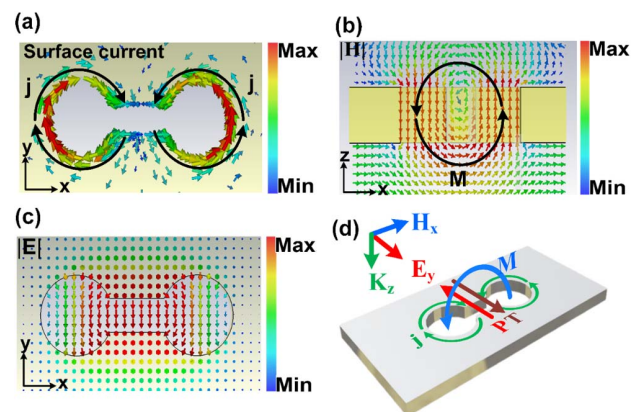 (a)
Surface current
j
j
y
x
Max
Min
(b)
|H|
M
z
x
Max
Min
(c)
|E|
y
x
Max
Min
(d)
Hx
Ey
Kz
M
P
T
j